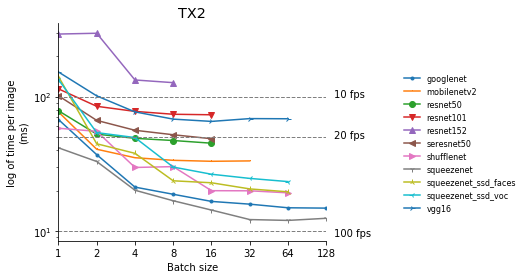 TX2
log of time per image
(ms)
10²
10¹
10 fps
20 fps
100 fps
1
2
4
8
16
32
64
128
Batch size
googlenet
mobilenetv2
resnet50
resnet101
resnet152
seresnet50
shufflenet
squeezenet
squeezenet_ssd_faces
squeezenet_ssd_voc
vgg16